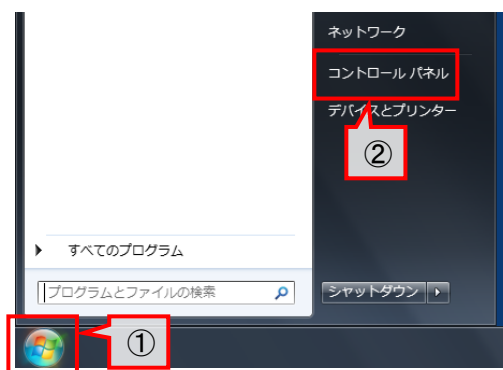 ネットワーク
コントロール パネル
デバイスとプリンター
②
すべてのプログラム
プログラムとファイルの検索
シャットダウン
①